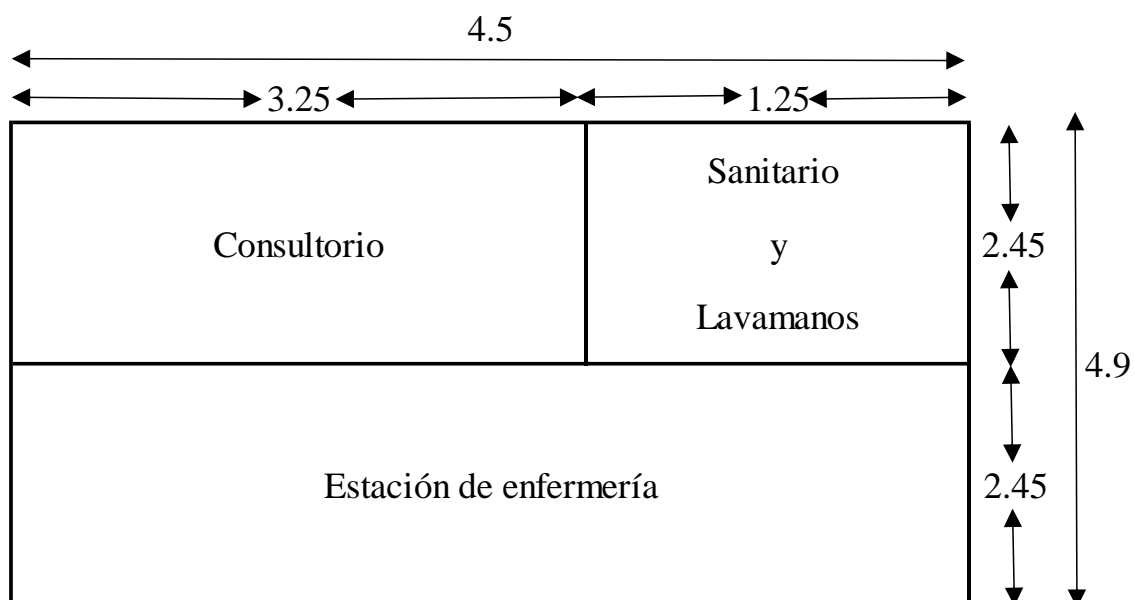 4.5
3.25
1.25
Consultorio
Sanitario
y
Lavamanos
2.45
4.9
Estación de enfermería
2.45